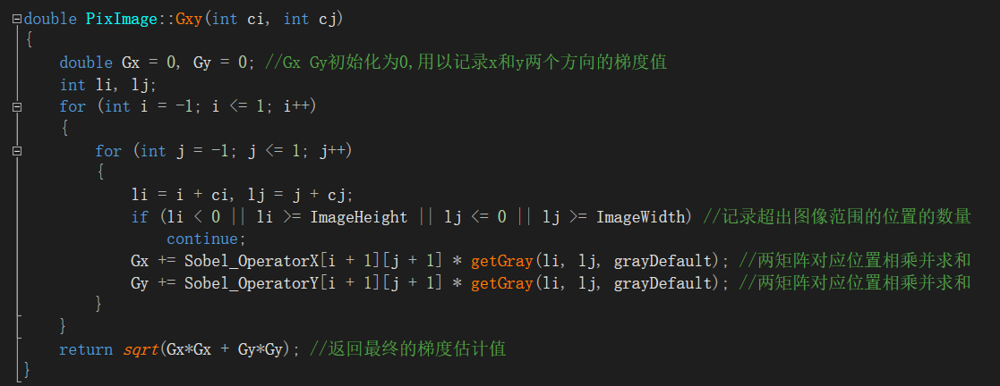 double PixImage::Gxy(int ci, int cj)
{
double Gx = 0, Gy = 0; //Gx Gy初始化为0,用以记录x和y两个方向的梯度值
int li, lj;
for (int i = -1; i <= 1; i++)
{
for (int j = -1; j <= 1; j++)
{
li = i + ci, lj = j + cj;
if (li < 0 || li >= ImageHeight || lj <= 0 || lj >= ImageWidth) //记录超出图像范围的位置的数量
continue;
Gx += Sobel_OperatorX[i + 1][j + 1] * getGray(li, lj, grayDefault); //两矩阵对应位置相乘并求和
Gy += Sobel_OperatorY[i + 1][j + 1] * getGray(li, lj, grayDefault); //两矩阵对应位置相乘并求和
}
}
return sqrt(Gx*Gx + Gy*Gy); //返回最终的梯度估计值
}